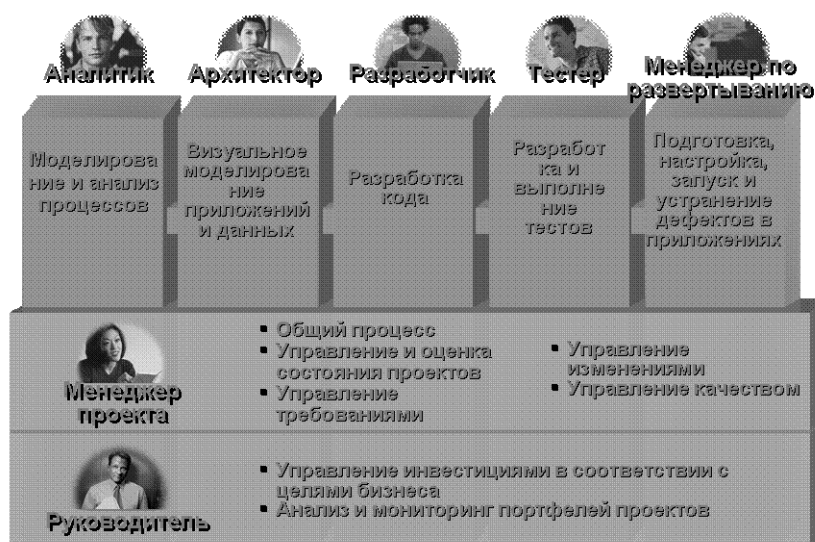 Аналитик
Архитектор
Разработчик
Тестер
Менеджер по
развертыванию
Моделирова
ние и анализ
процессов
Визуальное
моделирова
ние
приложений
и данных
Разработка
кода
Разработ
ка и
выполне
ние
тестов
Подготовка,
настройка,
запуск и
устранение
дефектов в
приложениях
Менеджер
проекта
▪ Общий процесс
▪ Управление и оценка
состояния проектов
▪ Управление
требованиями
▪ Управление
изменениями
▪ Управление качеством
Руководитель
▪ Управление инвестициями в соответствии с
целями бизнеса
▪ Анализ и мониторинг портфелей проектов